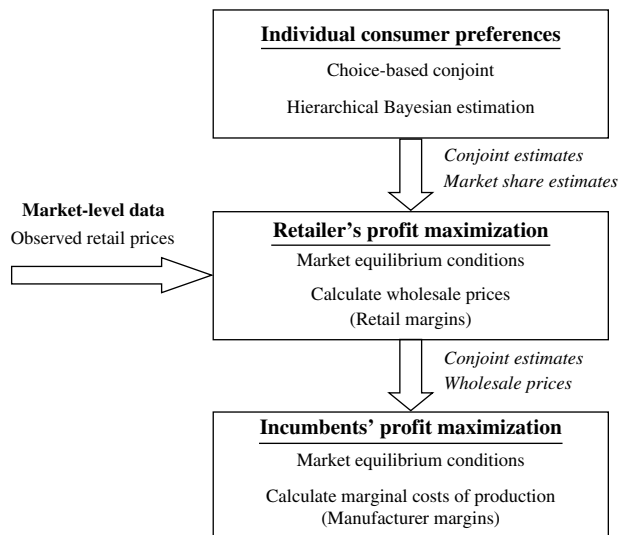 Individual consumer preferences
Choice-based conjoint
Hierarchical Bayesian estimation
Conjoint estimates
Market share estimates
Market-level data
Observed retail prices
Retailer's profit maximization
Market equilibrium conditions
Calculate wholesale prices
(Retail margins)
Conjoint estimates
Wholesale prices
Incumbents' profit maximization
Market equilibrium conditions
Calculate marginal costs of production
(Manufacturer margins)